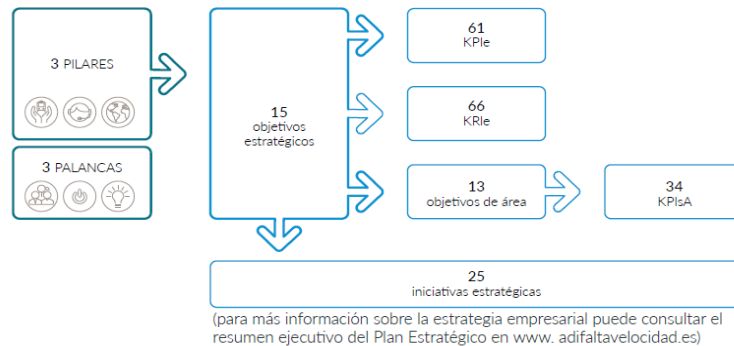 3 PILARES
3 PALANCAS
15
objetivos
estratégicos
61
KPIe
66
KRIe
13
objetivos de área
34
KPIsA
25
iniciativas estratégicas
(para más información sobre la estrategia empresarial puede consultar el
resumen ejecutivo del Plan Estratégico en www. adifaltavelocidad.es)